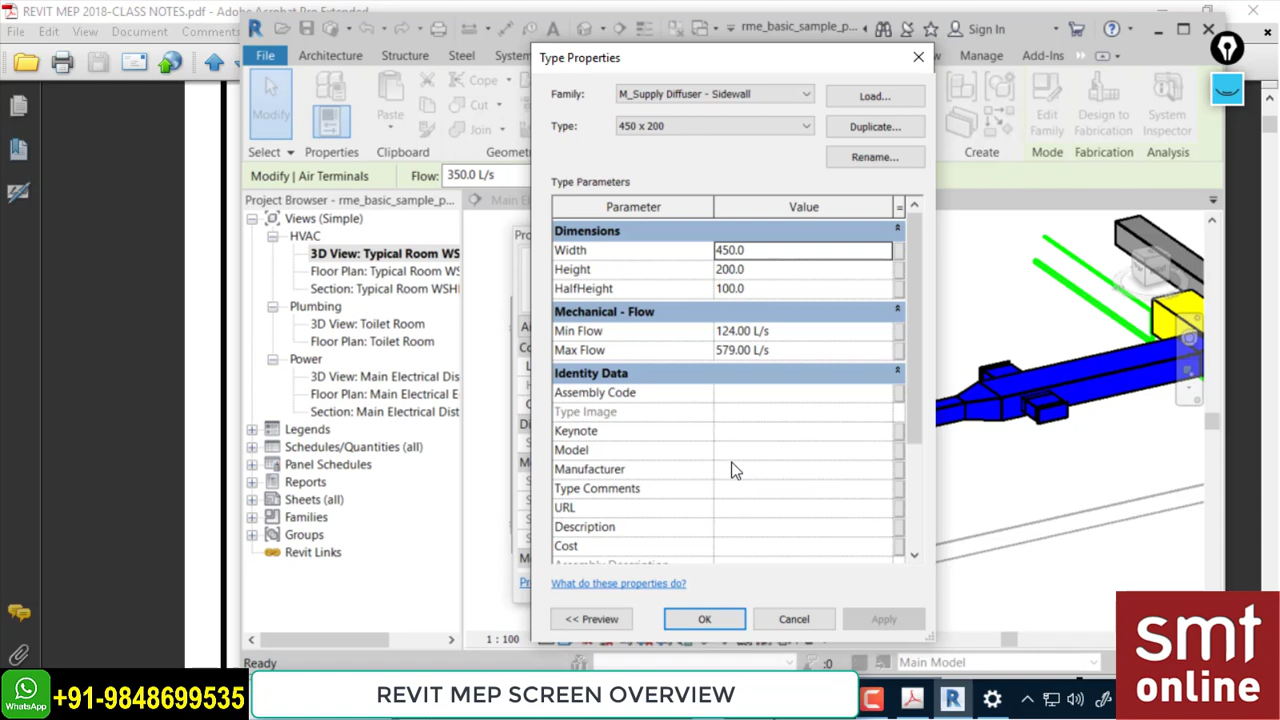 REVIT MEP 2018-CLASS NOTES.pdf - Adobe Acrobat Pro Extended
File Edit View Document
rme_basic_sample_p...
Sign In
File Architecture Structure Steel
Manage Add-Ins
Modify
Paste
Cope
Cut
Join
Edit Family
Design to Fabrication
System Inspector
Select Properties Clipboard
Create Mode Fabrication Analysis
Modify | Air Terminals Flow: 350.0 L/s
Project Browser - rme_basic_sample_p...
Views (Simple)
HVAC
3D View: Typical Room WS
Floor Plan: Typical Room WS
Section: Typical Room WSH
Plumbing
3D View: Toilet Room
Floor Plan: Toilet Room
Power
3D View: Main Electrical Dis
Floor Plan: Main Electrical E
Section: Main Electrical Dist
Legends
Schedules/Quantities (all)
Panel Schedules
Reports
Sheets (all)
Families
Groups
Revit Links
Type Properties
Family: M_Supply Diffuser - Sidewall Load...
Type: 450 x 200 Duplicate...
Rename...
Type Parameters
Parameter Value =
Dimensions
Width 450.0
Height 200.0
HalfHeight 100.0
Mechanical - Flow
Min Flow 124.00 L/s
Max Flow 579.00 L/s
Identity Data
Assembly Code
Type Image
Keynote
Model
Manufacturer
Type Comments
URL
Description
Cost
What do these properties do?
<< Preview OK Cancel Apply
1 : 100
Ready :0 Main Model
WhatsApp
+91-9848699535
REVIT MEP SCREEN OVERVIEW
smt
online